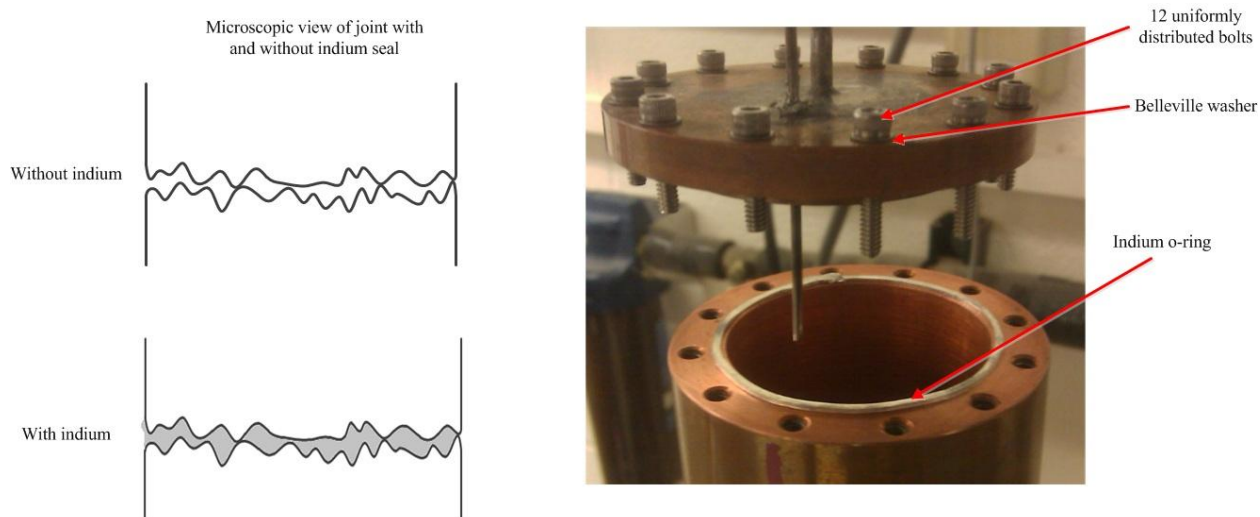 Microscopic view of joint with
and without indium seal
Without indium
With indium
12 uniformly
distributed bolts
Belleville washer
Indium o-ring